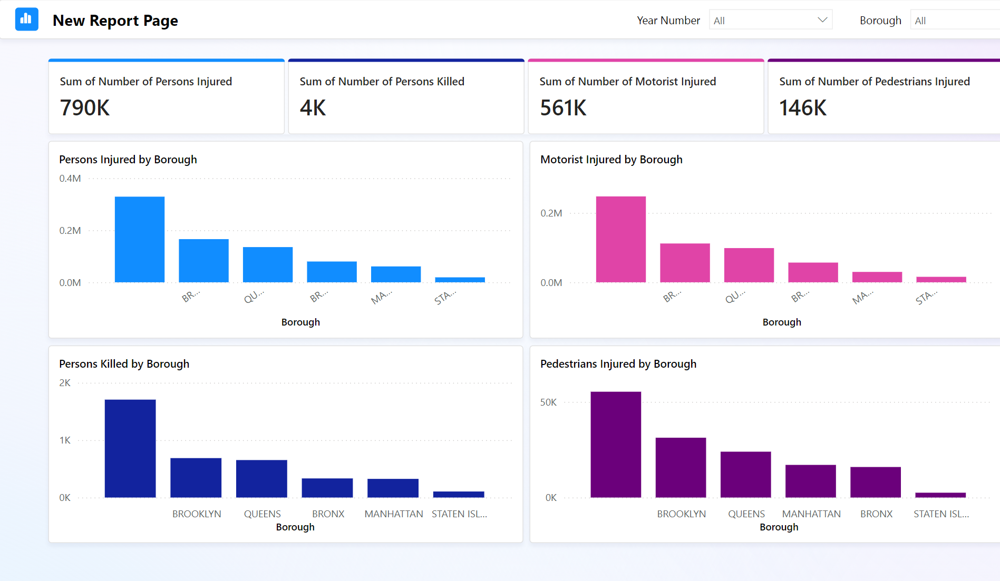 New Report Page
Year Number
All
Borough
All
Sum of Number of Persons Injured
790K
Sum of Number of Persons Killed
4K
Sum of Number of Motorist Injured
561K
Sum of Number of Pedestrians Injured
146K
Persons Injured by Borough
0.4M
0.2M
0.0M
BR...
QU...
BR...
MA...
STA...
Borough
Motorist Injured by Borough
0.2M
0.0M
BR...
QU...
BR...
MA...
STA...
Borough
Persons Killed by Borough
2K
1K
0K
BROOKLYN
QUEENS
BRONX
MANHATTAN
STATEN ISL...
Borough
Pedestrians Injured by Borough
50K
0K
BROOKLYN
QUEENS
MANHATTAN
BRONX
STATEN ISL...
Borough